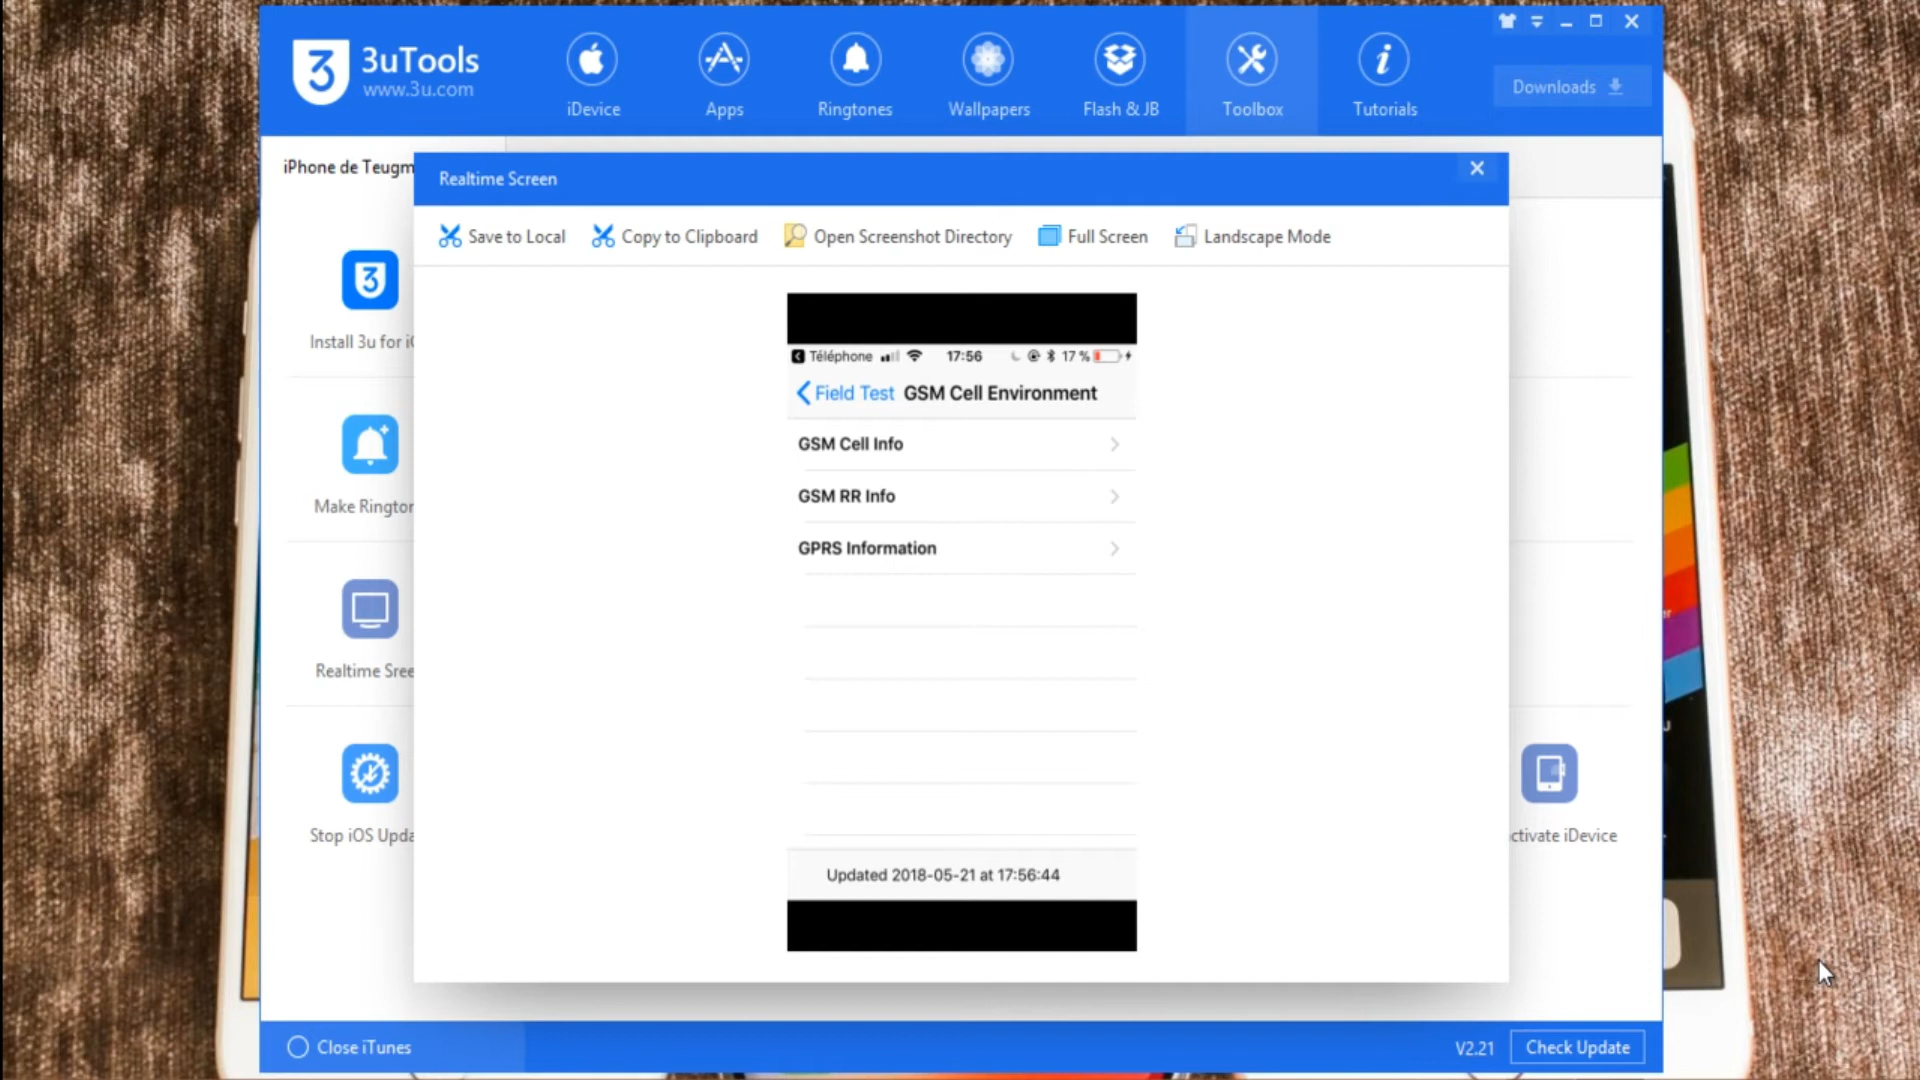 3uTools
www.3u.com
iDevice
Apps
Ringtones
Wallpapers
Flash & JB
Toolbox
Tutorials
Downloads
iPhone de Teugm
Realtime Screen
Save to Local
Copy to Clipboard
Open Screenshot Directory
Full Screen
Landscape Mode
Install 3u for
Make Rington
Realtime Sree
Stop iOS Upda
Téléphone 17:56 17 %
Field Test GSM Cell Environment
GSM Cell Info
GSM RR Info
GPRS Information
Updated 2018-05-21 at 17:56:44
ctivate iDevice
Close iTunes
V2.21
Check Update